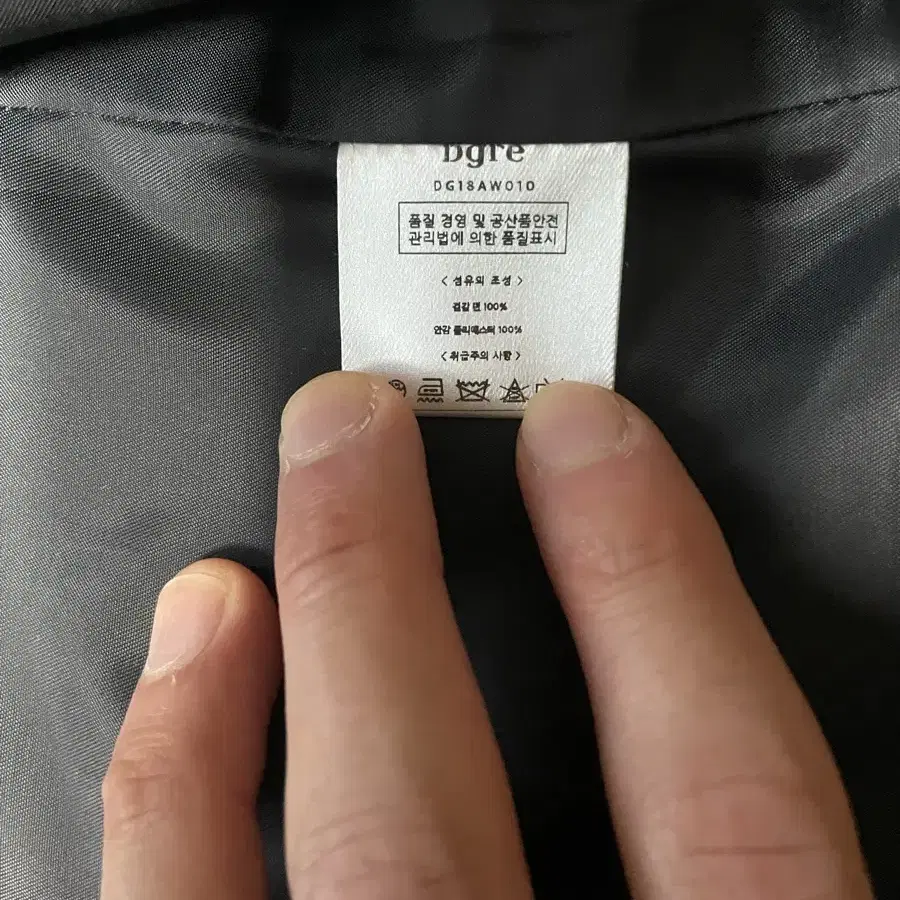 Dgre
DG18AW010
품질 경영 및 공산품안전
관리법에 의한 품질표시
< 섬유의 조성 >
겉감 면 100%
안감 폴리에스터 100%
< 취급주의 사항 >